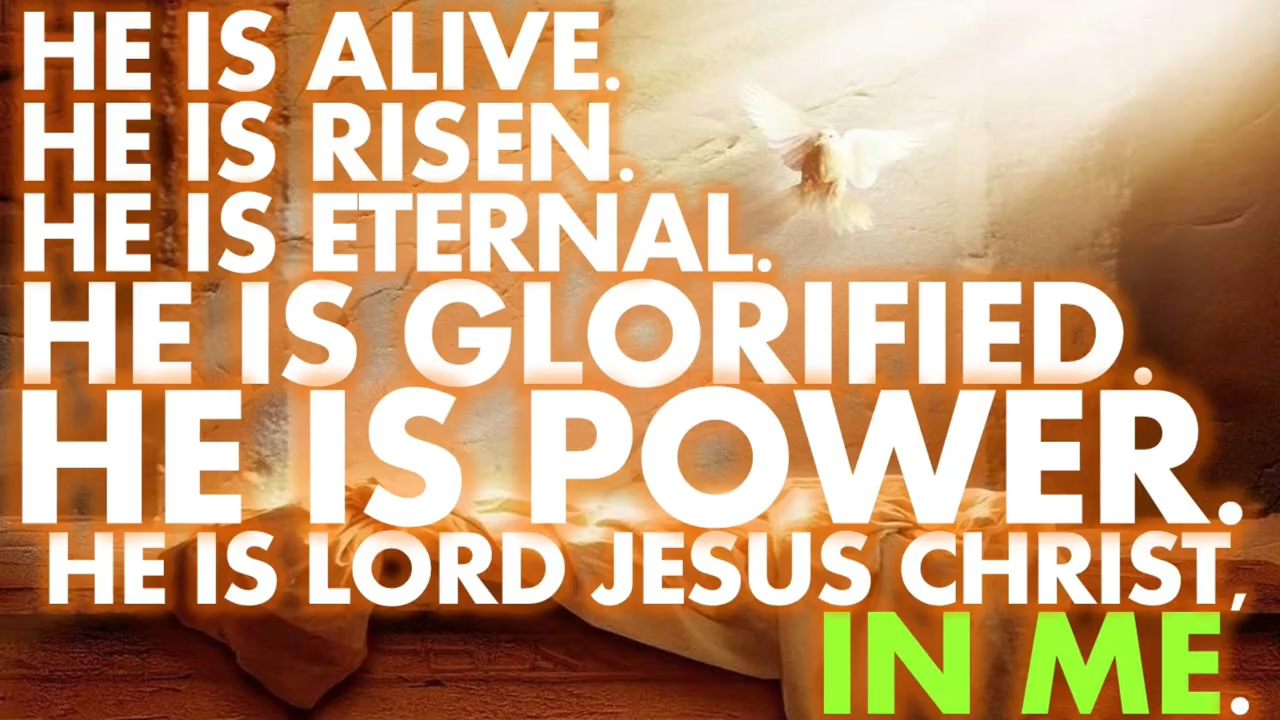 HE IS ALIVE.
HE IS RISEN.
HE IS ETERNAL.
HE IS GLORIFIED.
HE IS POWER.
HE IS LORD JESUS CHRIST,
IN ME.